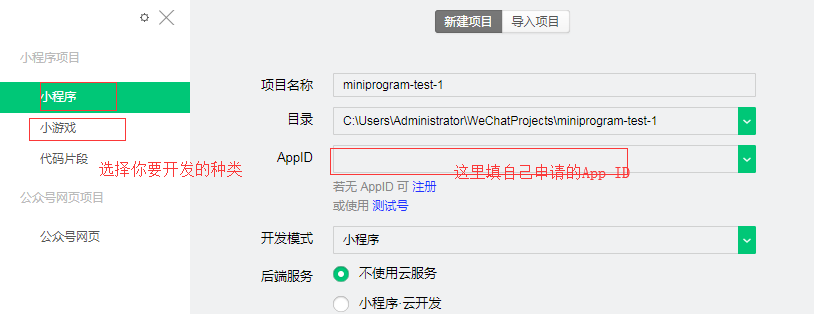 新建项目 导入项目
小程序项目
小程序
小游戏
代码片段
选择你要开发的种类
公众号网页项目
公众号网页
项目名称 miniprogram-test-1
目录 C:\Users\Administrator\WeChatProjects\miniprogram-test-1
AppID 这里填自己申请的App ID
若无 AppID 可 注册
或使用 测试号
开发模式 小程序
后端服务 不使用云服务
小程序·云开发